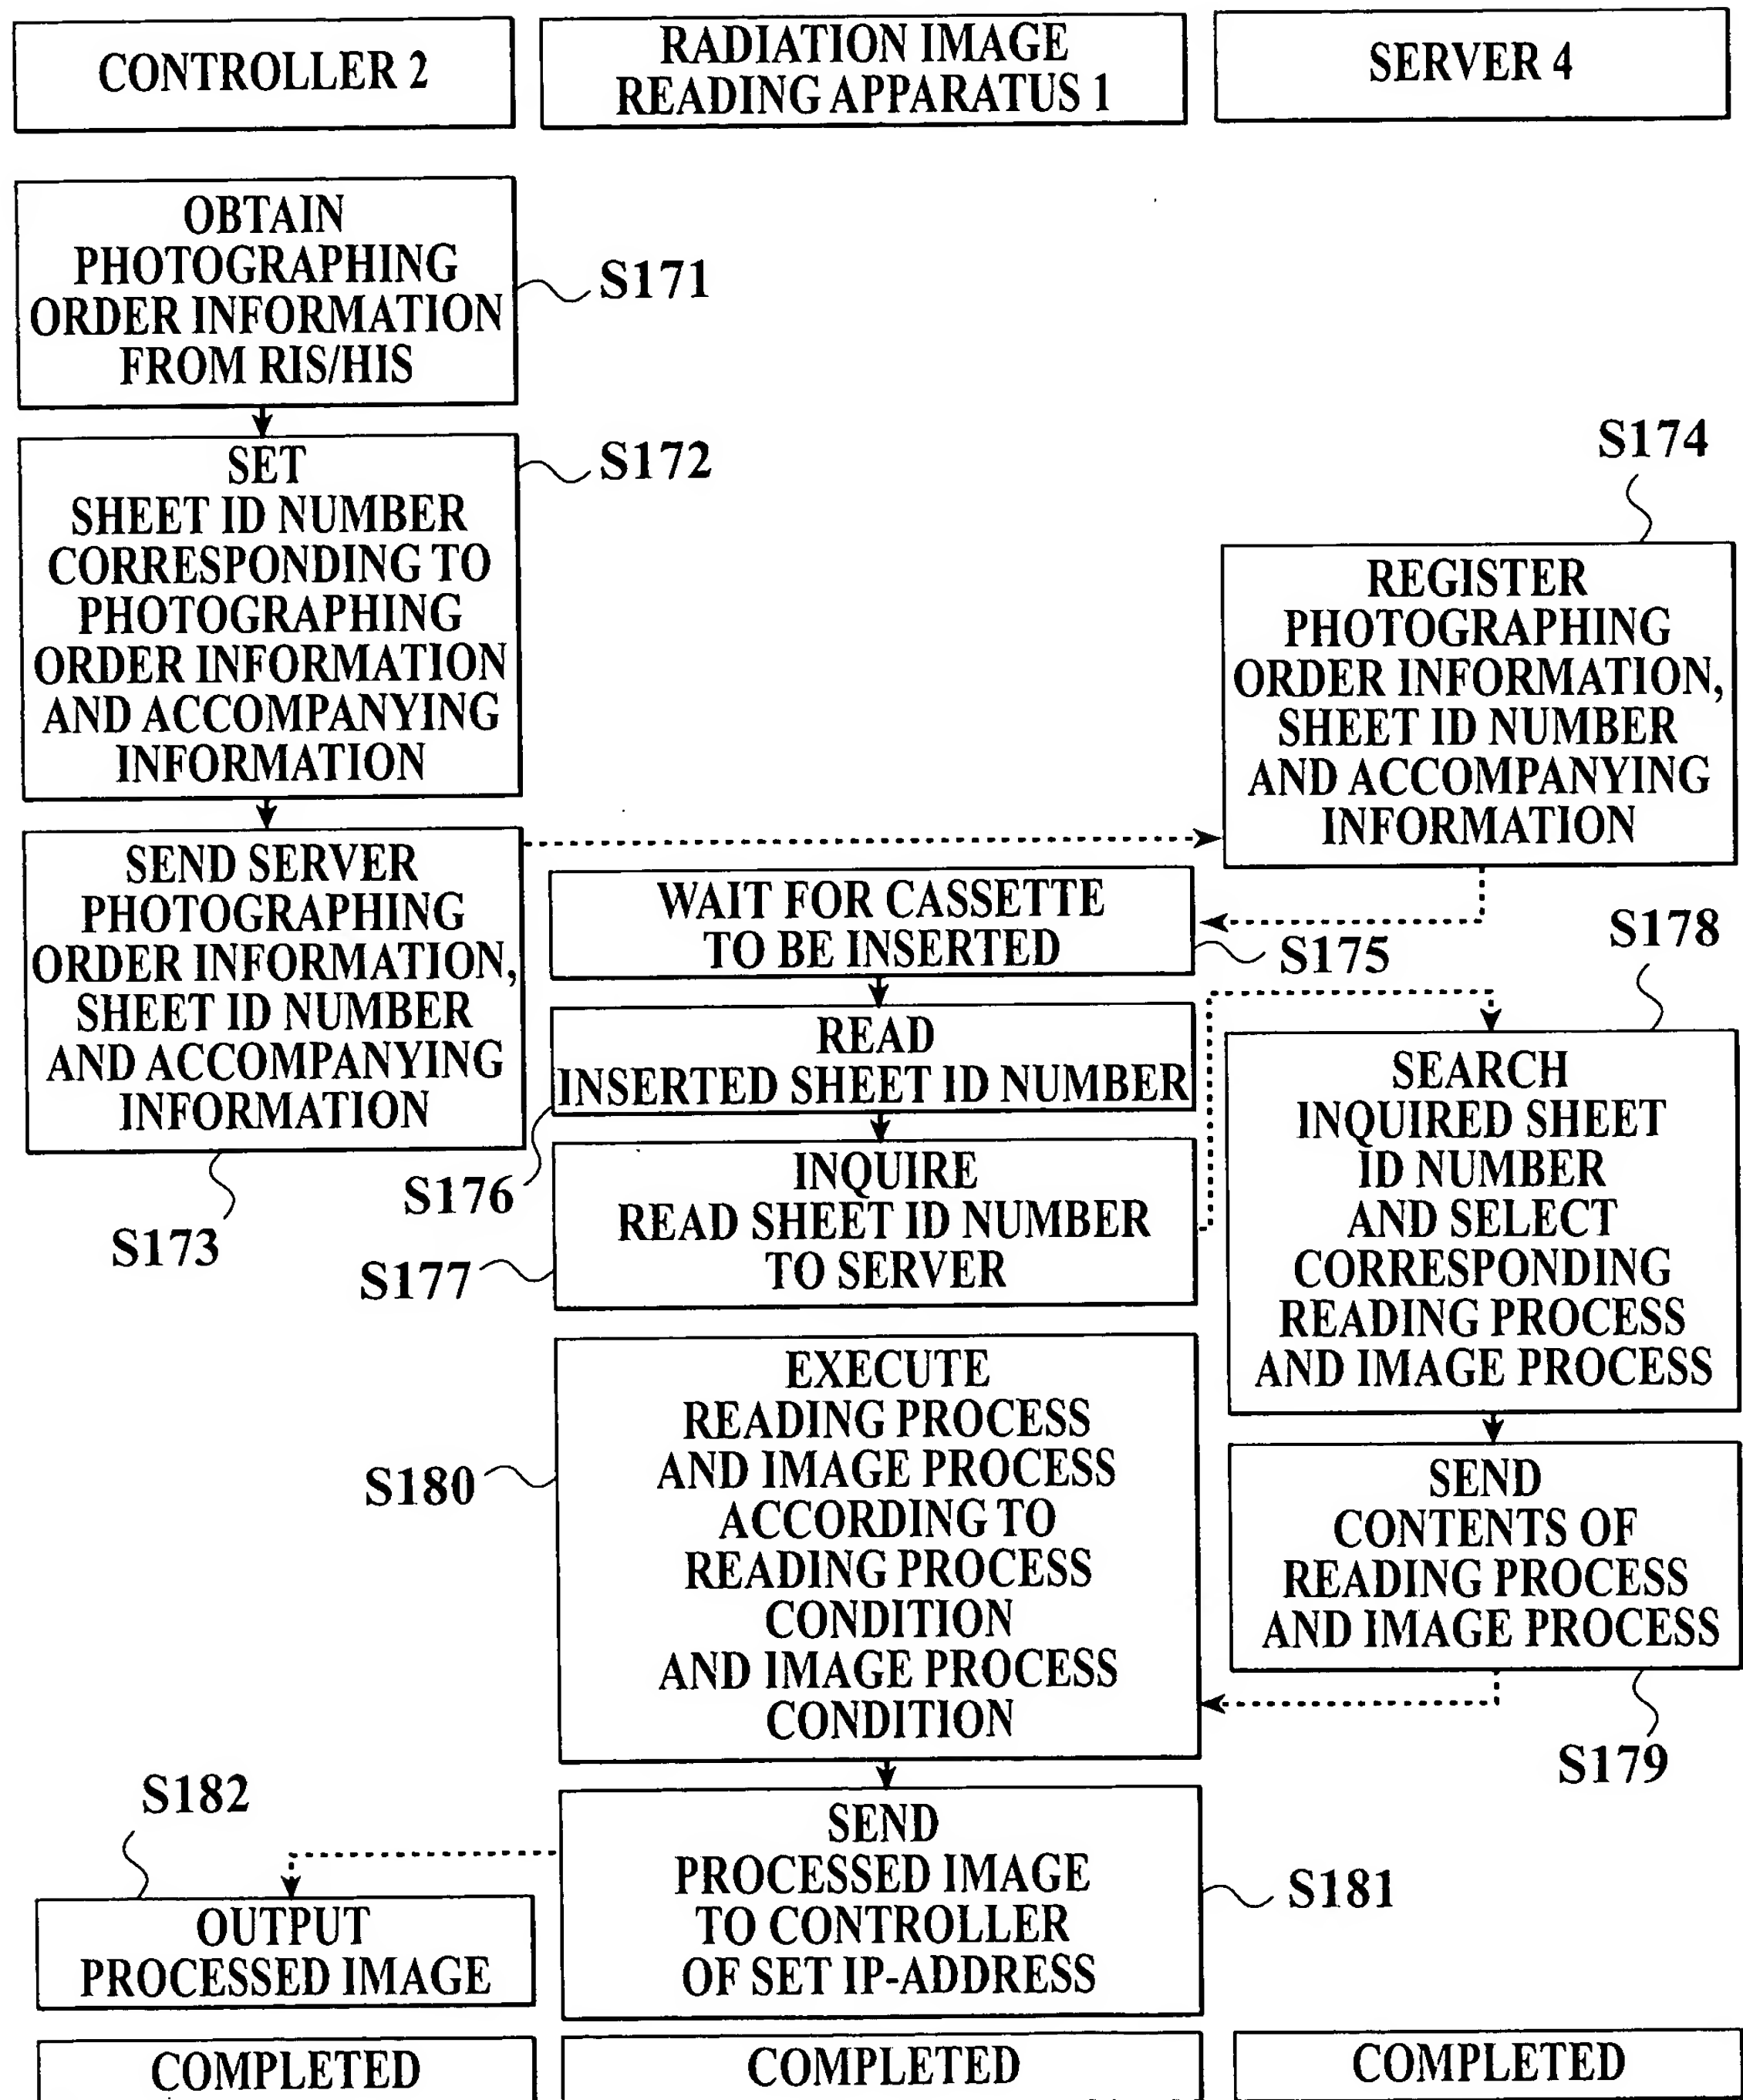 CONTROLLER 2
RADIATION IMAGE
READING APPARATUS 1
SERVER 4
OBTAIN
PHOTOGRAPHING
ORDER INFORMATION
FROM RIS/HIS
S171
SET
SHEET ID NUMBER
CORRESPONDING TO
PHOTOGRAPHING
ORDER INFORMATION
AND ACCOMPANYING
INFORMATION
S172
SEND SERVER
PHOTOGRAPHING
ORDER INFORMATION,
SHEET ID NUMBER
AND ACCOMPANYING
INFORMATION
S173
S174
REGISTER
PHOTOGRAPHING
ORDER INFORMATION,
SHEET ID NUMBER
AND ACCOMPANYING
INFORMATION
WAIT FOR CASSETTE
TO BE INSERTED
S175
READ
INSERTED SHEET ID NUMBER
S176
INQUIRE
READ SHEET ID NUMBER
TO SERVER
S177
S178
SEARCH
INQUIRED SHEET
ID NUMBER
AND SELECT
CORRESPONDING
READING PROCESS
AND IMAGE PROCESS
SEND
CONTENTS OF
READING PROCESS
AND IMAGE PROCESS
S179
EXECUTE
READING PROCESS
AND IMAGE PROCESS
ACCORDING TO
READING PROCESS
CONDITION
AND IMAGE PROCESS
CONDITION
S180
SEND
PROCESSED IMAGE
TO CONTROLLER
OF SET IP-ADDRESS
S181
S182
OUTPUT
PROCESSED IMAGE
COMPLETED
COMPLETED
COMPLETED